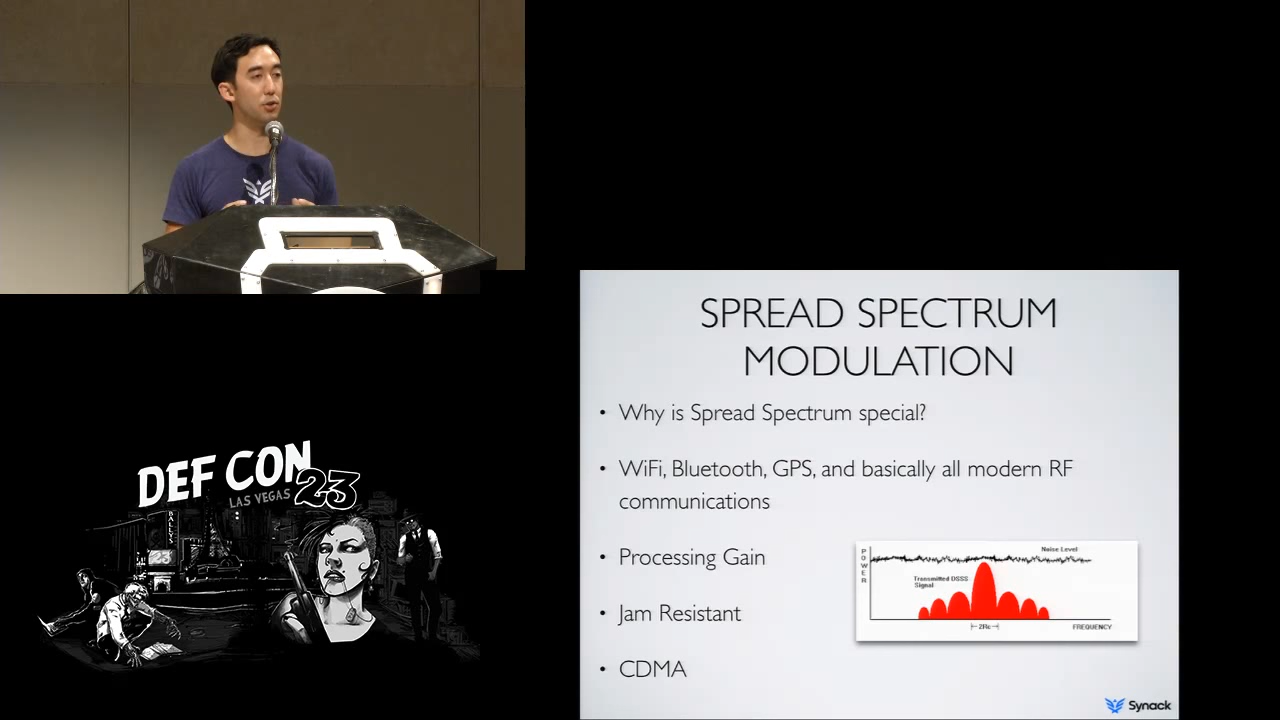 SPREAD SPECTRUM
MODULATION
• Why is Spread Spectrum special?
• WiFi, Bluetooth, GPS, and basically all modern RF
communications
• Processing Gain
• Jam Resistant
• CDMA
POWER
Noise Level
Transmitted DSSS
Signal
2Rc
FREQUENCY
Synack
DEF CON
LAS VEGAS 23
BALLYS